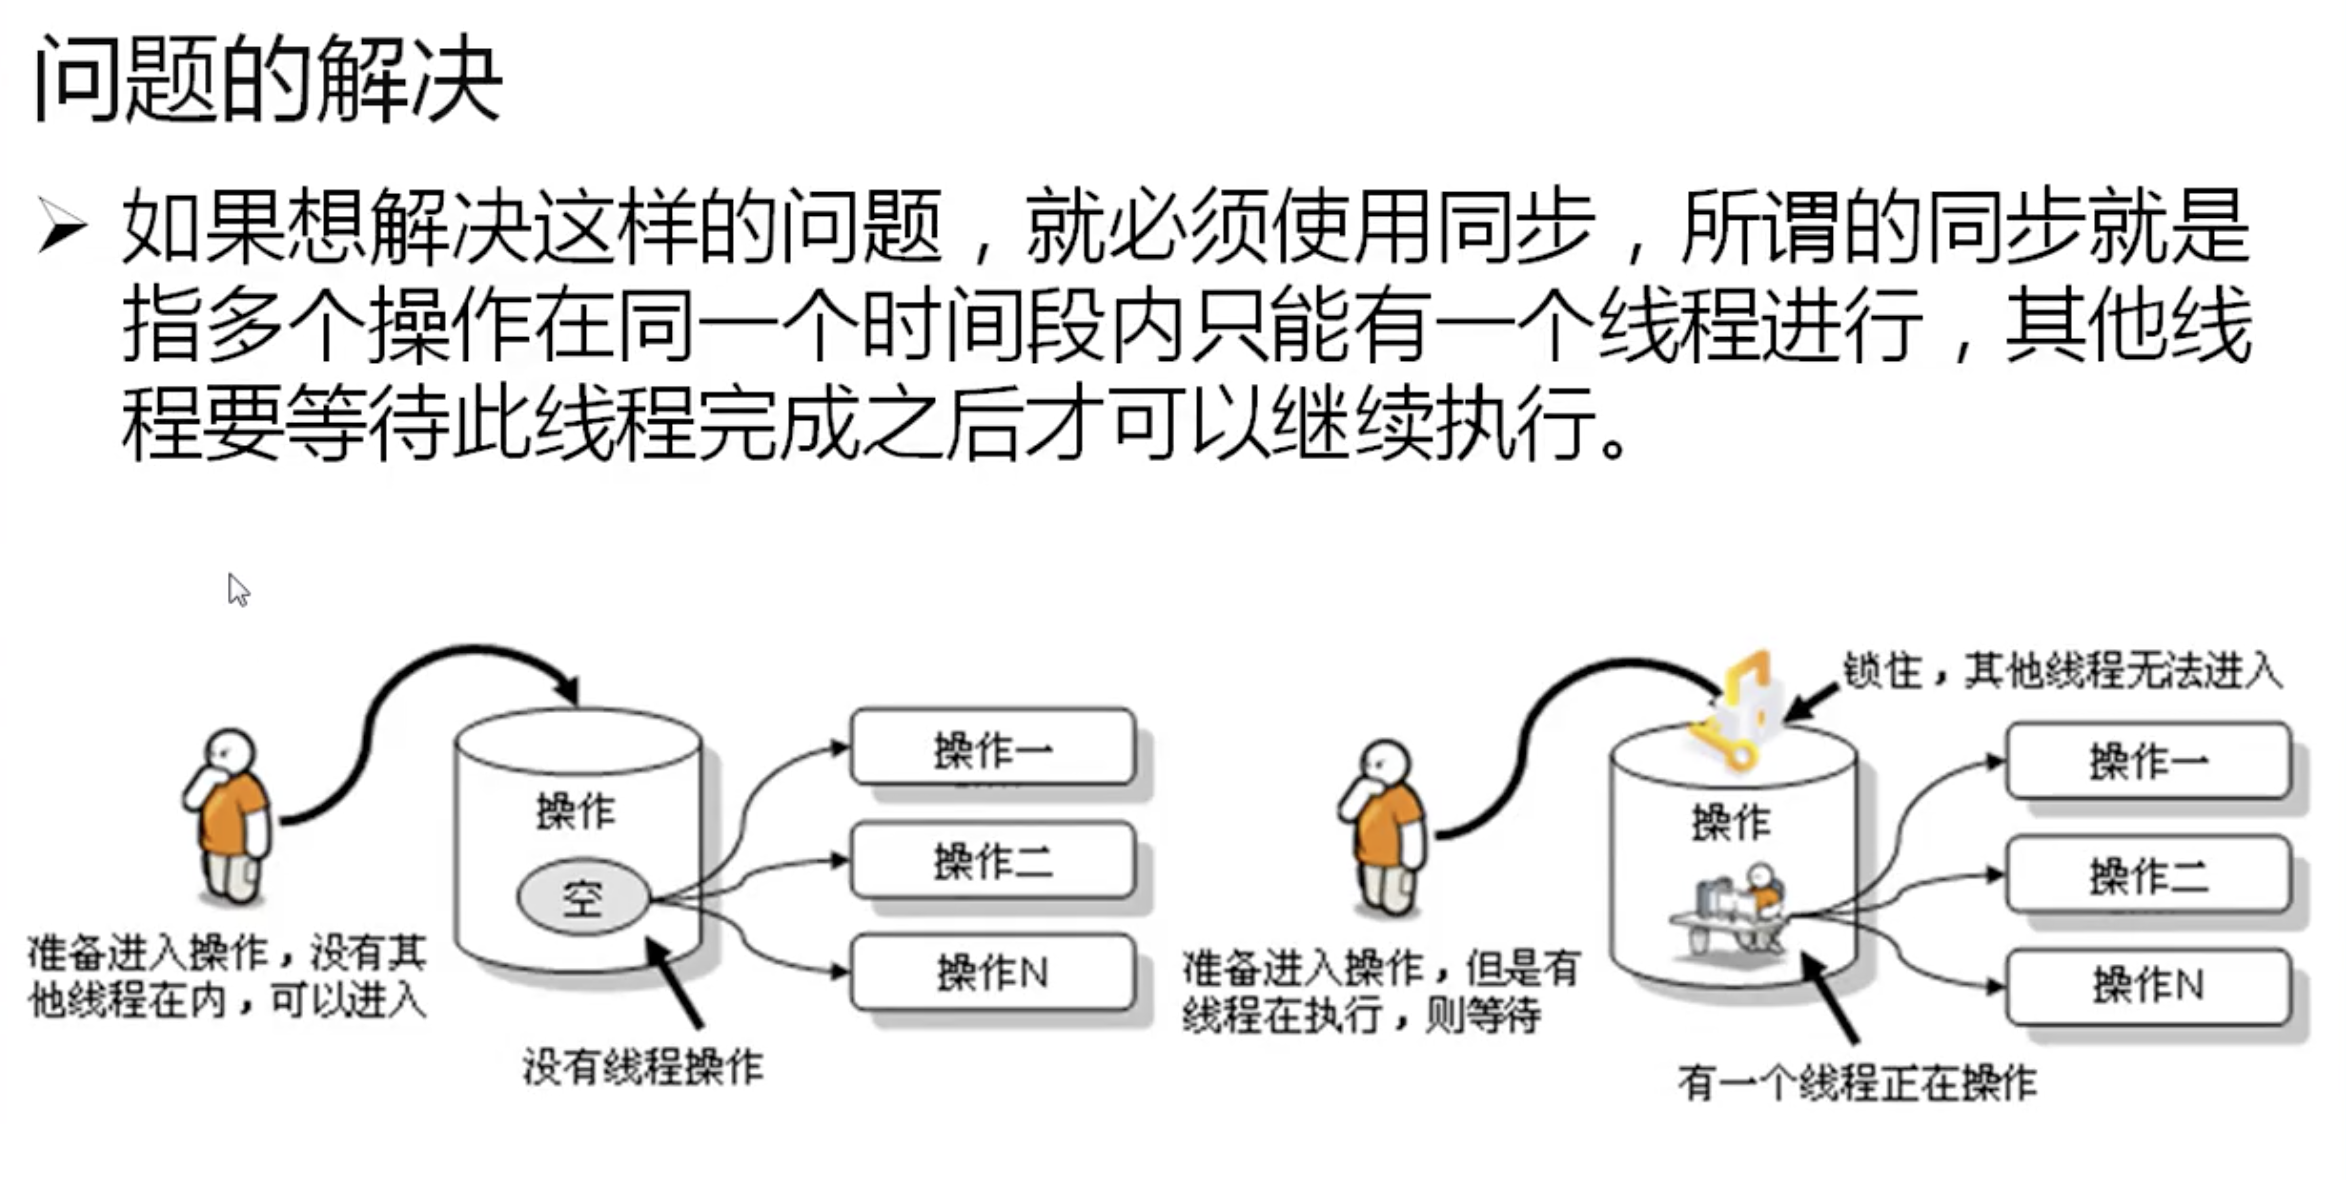 问题的解决
如果想解决这样的问题，就必须使用同步，所谓的同步就是
指多个操作在同一个时间段内只能有一个线程进行，其他线
程要等待此线程完成之后才可以继续执行。
操作
空
操作一
操作二
操作N
准备进入操作，没有其
他线程在内，可以进入
没有线程操作
锁住，其他线程无法进入
操作
操作一
操作二
操作N
准备进入操作，但是有
线程在执行，则等待
有一个线程正在操作